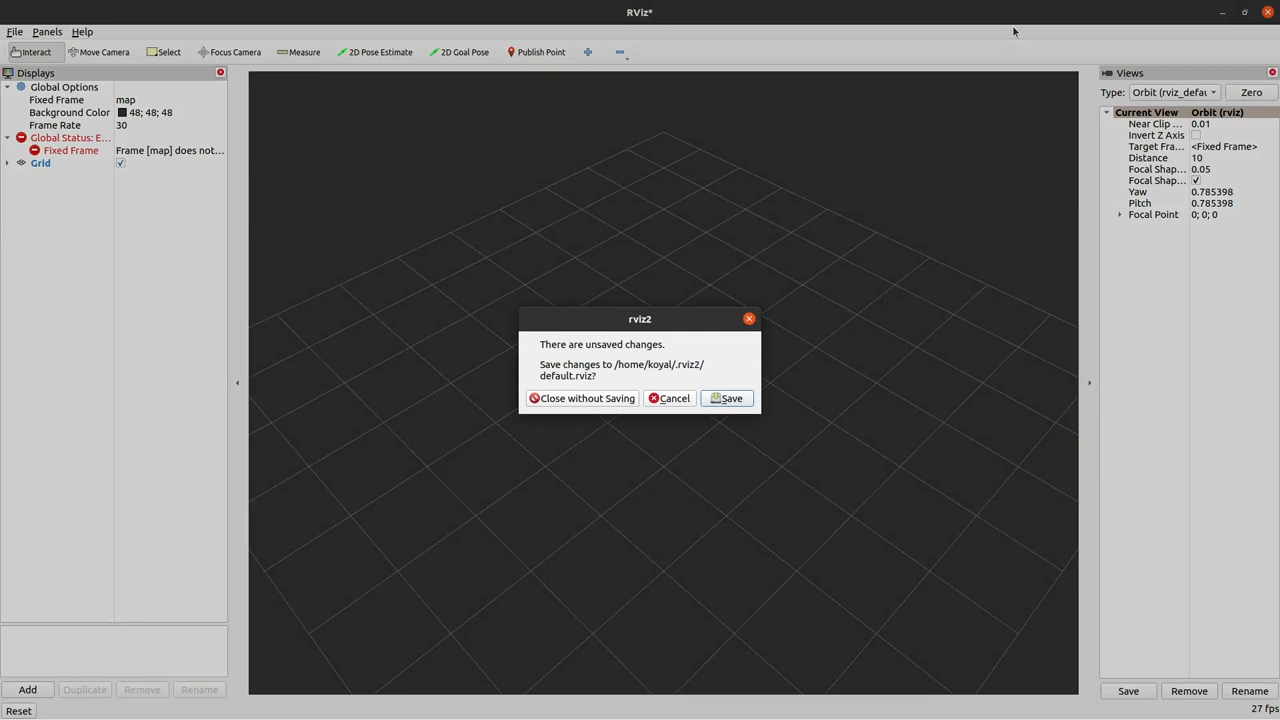 RViz*
File Panels Help
Interact Move Camera Select Focus Camera Measure 2D Pose Estimate 2D Goal Pose Publish Point
Displays
Global Options
Fixed Frame map
Background Color 48; 48; 48
Frame Rate 30
Global Status: E...
Fixed Frame Frame [map] does not...
Grid
rviz2
There are unsaved changes.
Save changes to /home/koyal/.rviz2/
default.rviz?
Close without Saving Cancel Save
Views
Type: Orbit (rviz_defau Zero
Current View Orbit (rviz)
Near Clip ... 0.01
Invert Z Axis
Target Fra... <Fixed Frame>
Distance 10
Focal Shap... 0.05
Focal Shap...
Yaw 0.785398
Pitch 0.785398
Focal Point 0; 0; 0
Add Duplicate Remove Rename
Save Remove Rename
Reset
27 fps